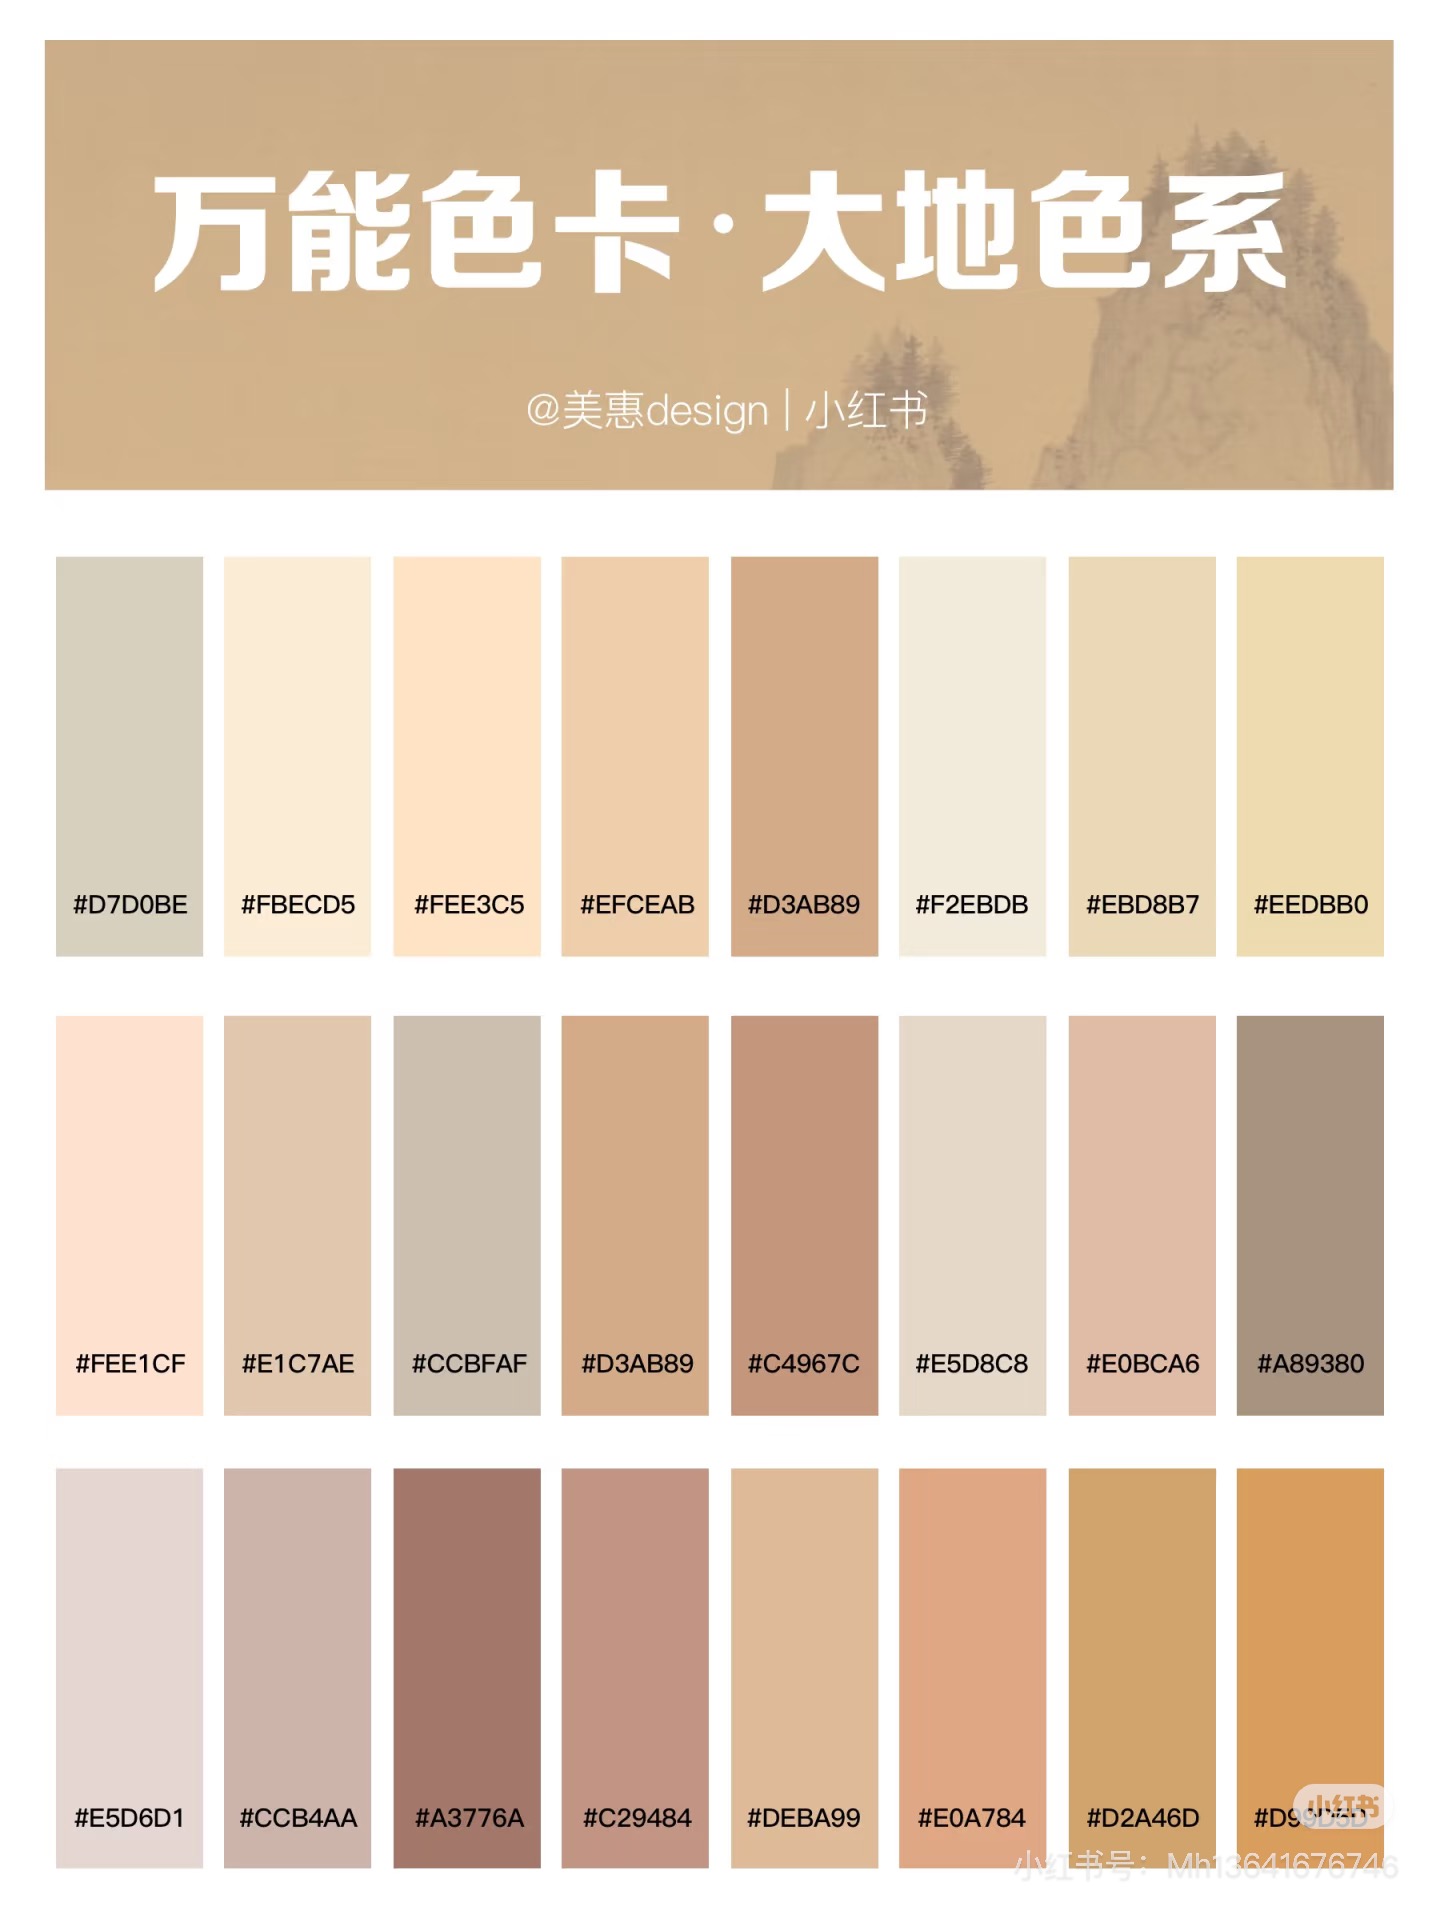 万能色卡·大地色系
@美惠design | 小红书
#D7D0BE #FBECD5 #FEE3C5 #EFCEAB #D3AB89 #F2EBDB #EBD8B7 #EEDBB0
#FEE1CF #E1C7AE #CCBFAF #D3AB89 #C4967C #E5D8C8 #E0BCA6 #A89380
#E5D6D1 #CCB4AA #A3776A #C29484 #DEBA99 #E0A784 #D2A46D
小红书
小红书号：Mh13641676746